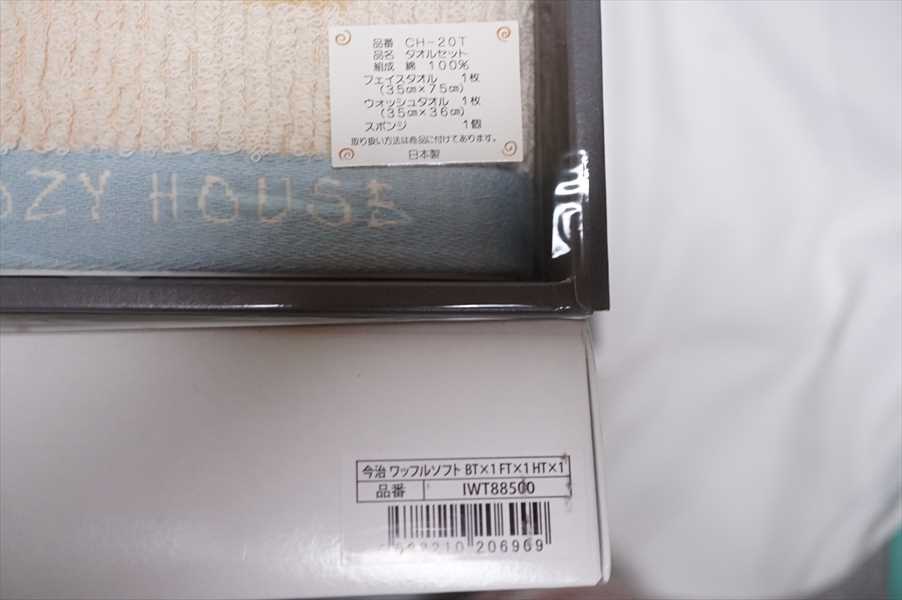 品番 CH-20T
品名 タオルセット
組成 綿 100%
フェイスタオル 1枚
(35㎝×75㎝)
ウォッシュタオル 1枚
(35㎝×36㎝)
スポンジ 1個
取り扱い方法は商品に付けてあります。
日本製
OZY HOUSE
今治 ワッフルソフト BT×1 FT×1 HT×1
品番 IWT88500
206969